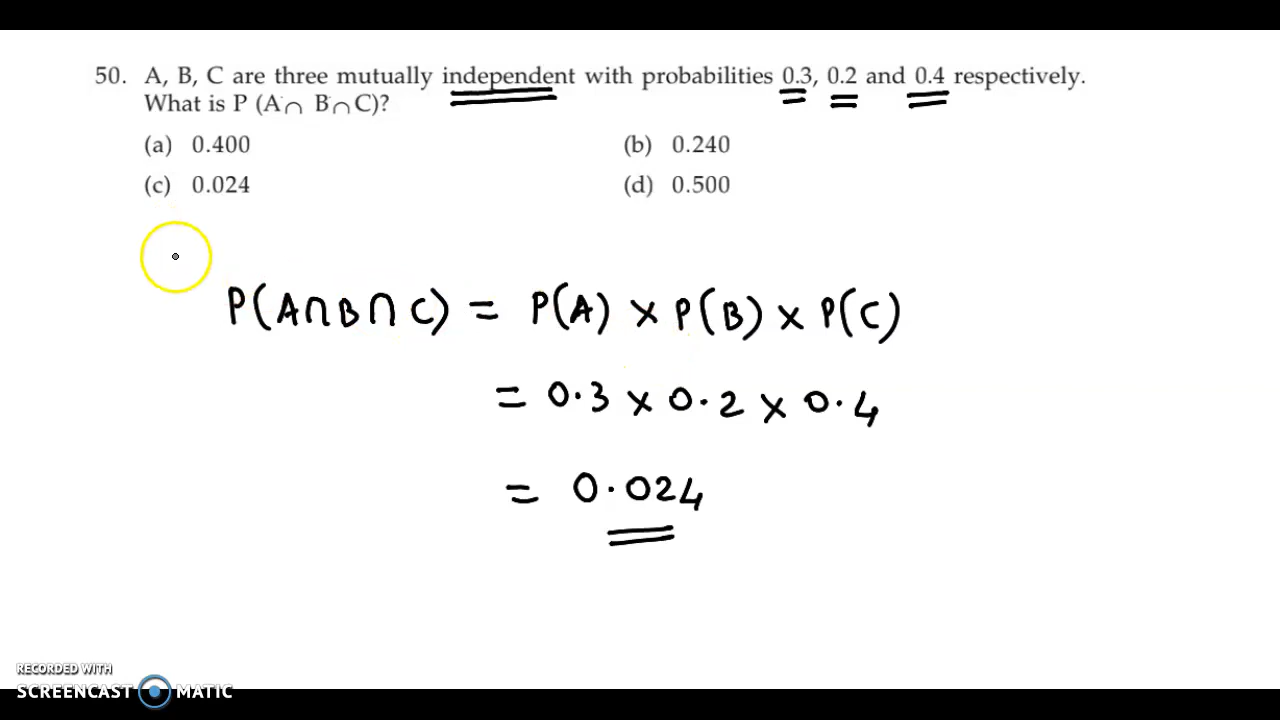 50. A, B, C are three mutually independent with probabilities 0.3, 0.2 and 0.4 respectively.
What is P (A∩ B∩C)?
(a) 0.400
(b) 0.240
(c) 0.024
(d) 0.500
P(A∩B∩C) = P(A) × P(B) × P(C)
= 0.3 × 0.2 × 0.4
= 0.024
RECORDED WITH
SCREENCAST MATIC